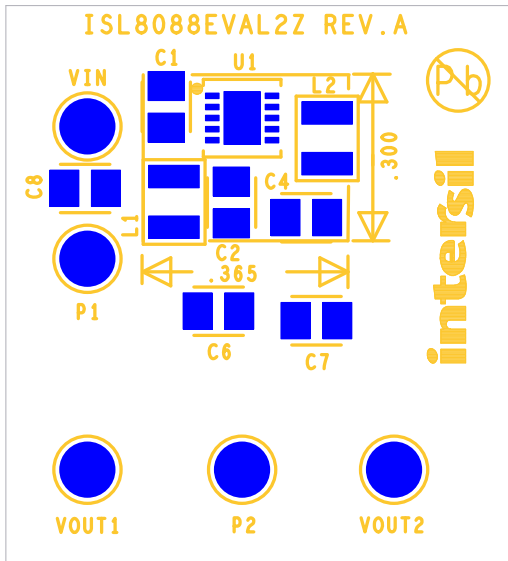 ISL8088EVAL2Z REV.A
C1
U1
VIN
L2
Pb
.300
C8
C4
L1
C2
.365
intersil
P1
C6
C7
VOUT1
P2
VOUT2